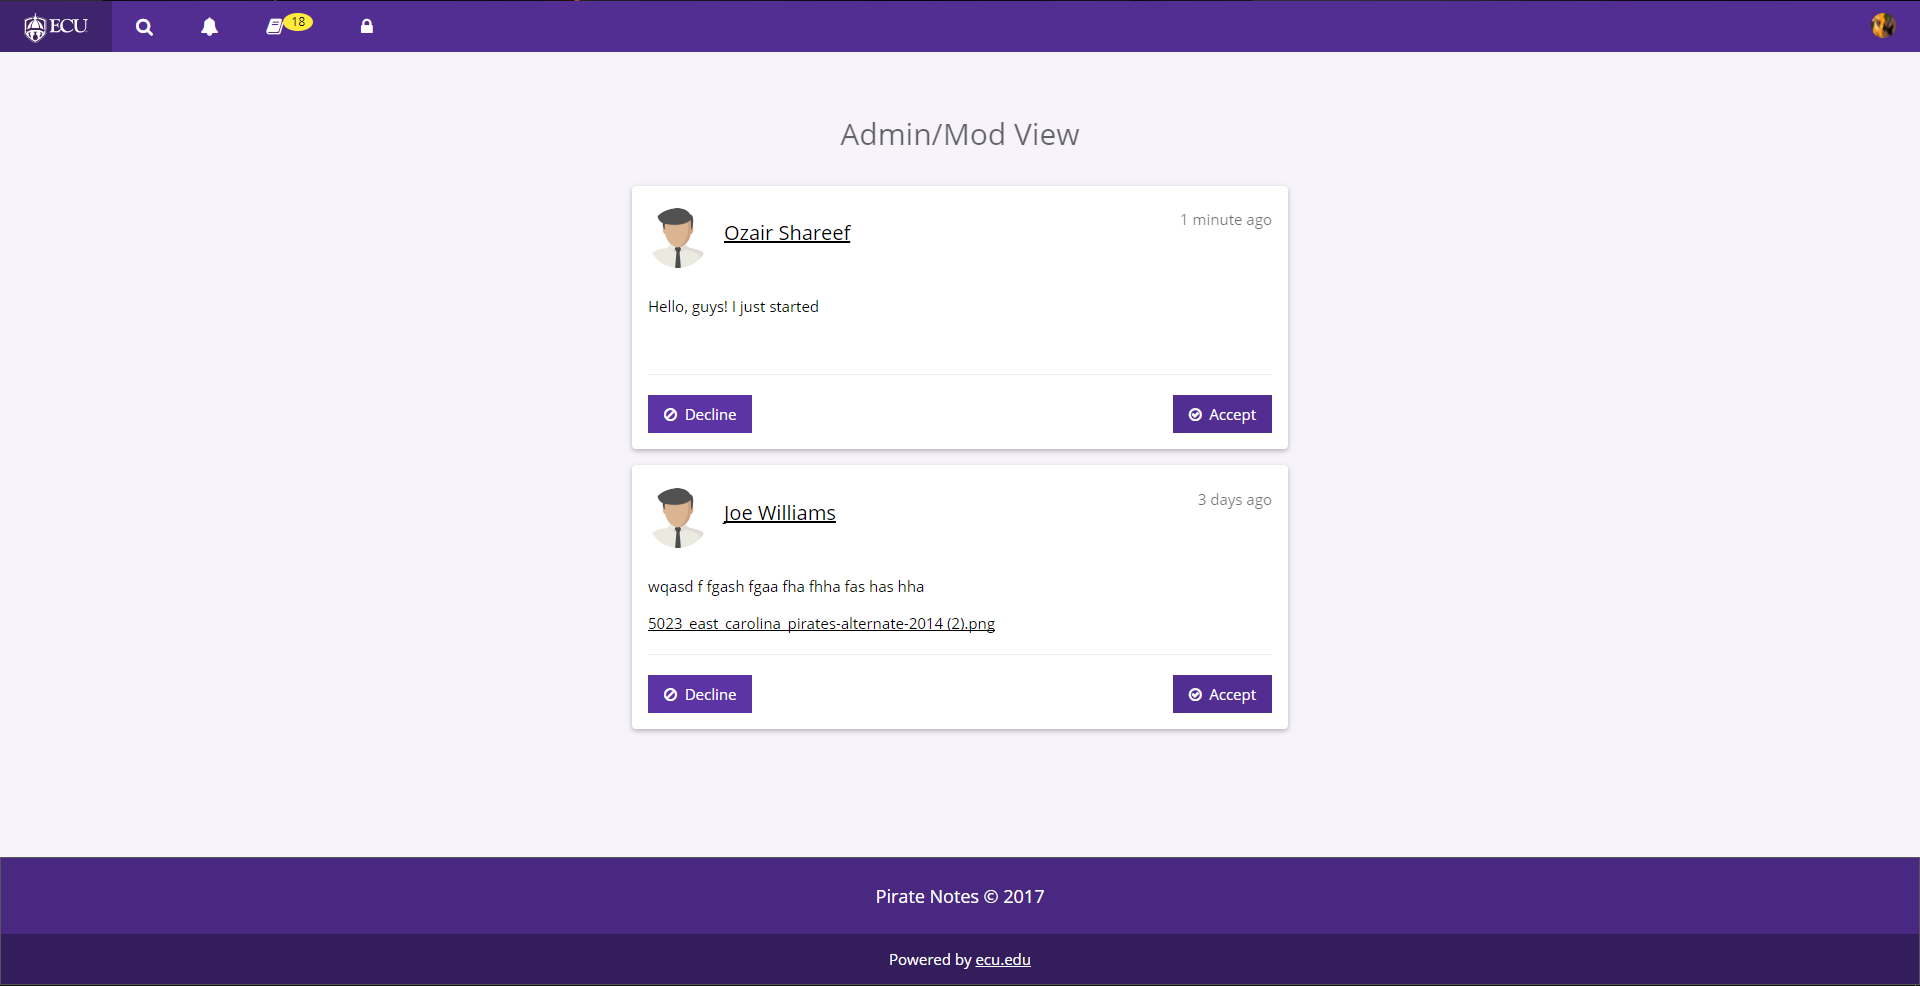 ECU
18
Admin/Mod View
Ozair Shareef
1 minute ago
Hello, guys! I just started
Decline
Accept
Joe Williams
3 days ago
wqasd f fgash fgaa fha fhha fas has hha
5023_east_carolina_pirates-alternate-2014 (2).png
Decline
Accept
Pirate Notes © 2017
Powered by ecu.edu